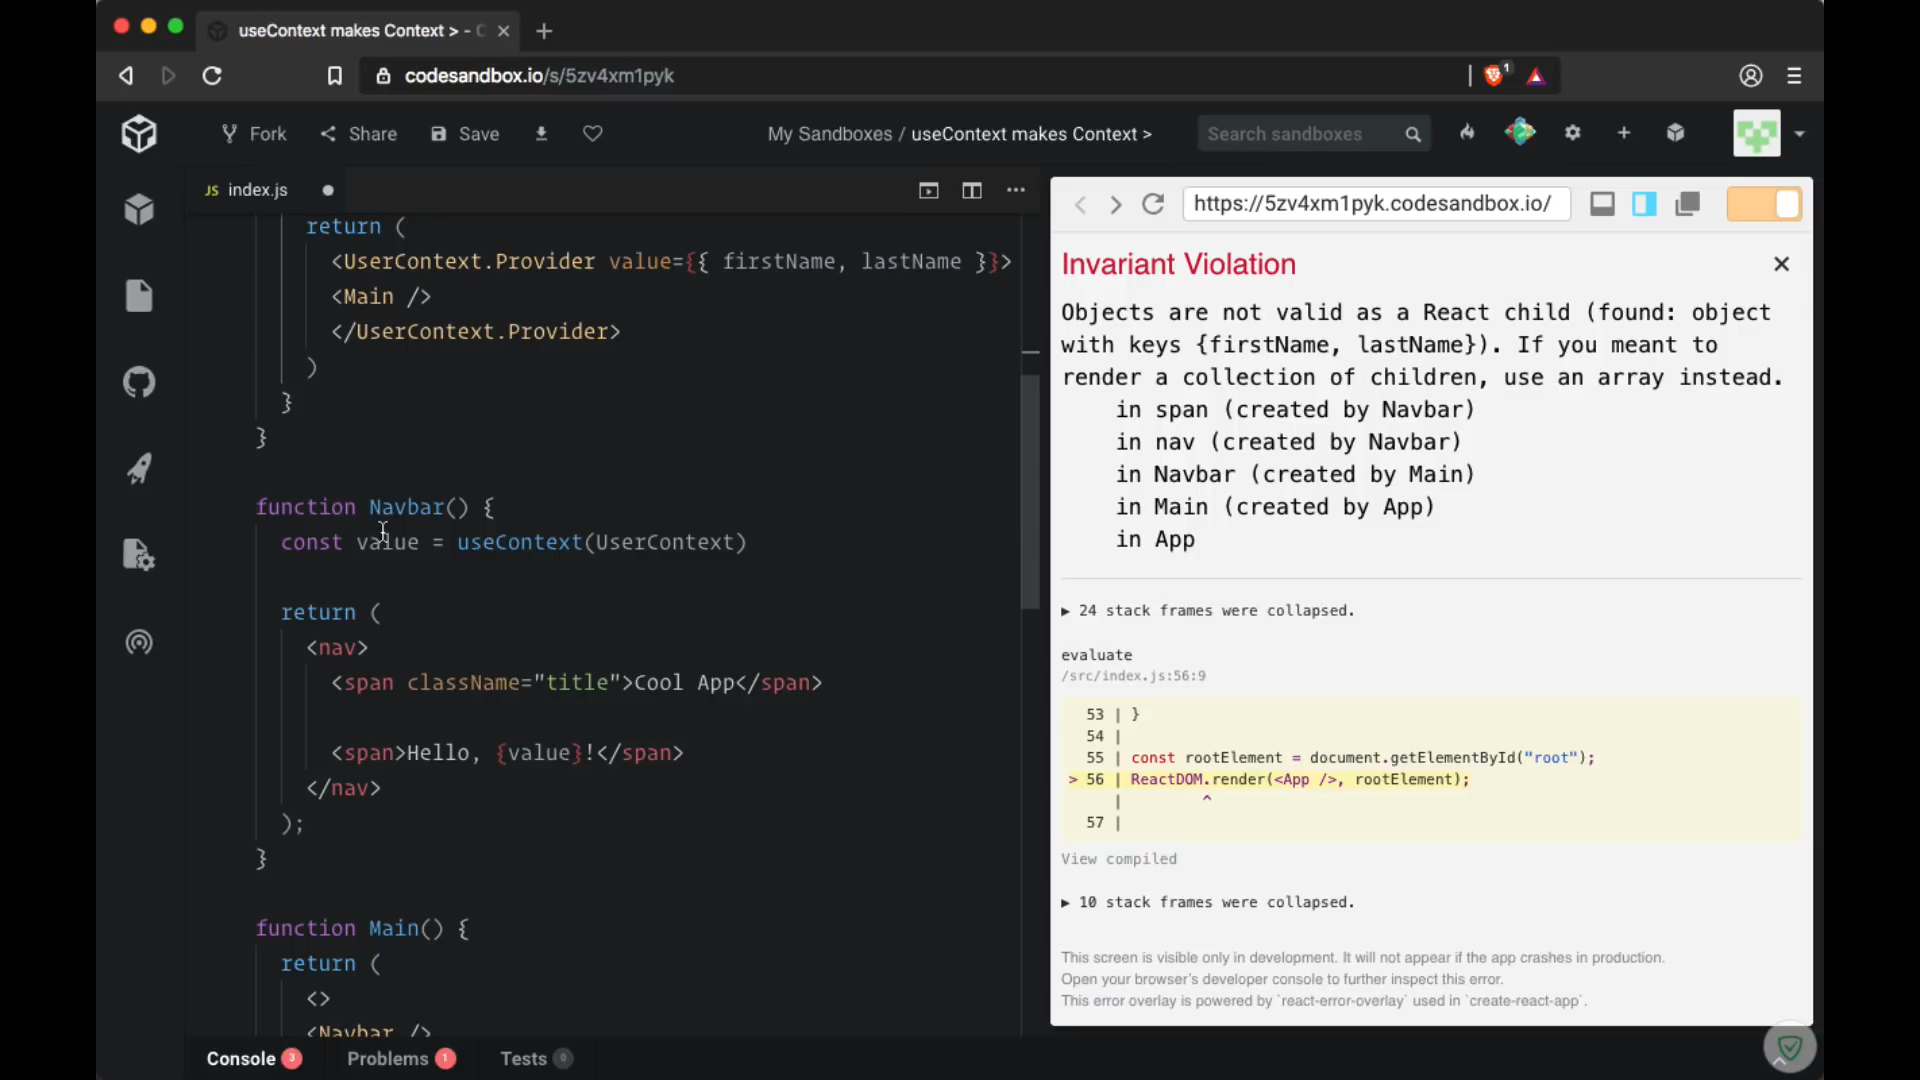 useContext makes Context > - C
codesandbox.io/s/5zv4xm1pyk
1
Fork
Share
Save
My Sandboxes / useContext makes Context >
Search sandboxes
JS index.js
return (
<UserContext.Provider value={{ firstName, lastName }}>
<Main />
</UserContext.Provider>
)
}
}
function Navbar() {
const value = useContext(UserContext)
return (
<nav>
<span className="title">Cool App</span>
<span>Hello, {value}!</span>
</nav>
);
}
function Main() {
return (
<>
<Navbar />
Console 3
Problems 1
Tests 0
https://5zv4xm1pyk.codesandbox.io/
Invariant Violation
Objects are not valid as a React child (found: object
with keys {firstName, lastName}). If you meant to
render a collection of children, use an array instead.
in span (created by Navbar)
in nav (created by Navbar)
in Navbar (created by Main)
in Main (created by App)
in App
▶ 24 stack frames were collapsed.
evaluate
/src/index.js:56:9
53 | }
54 |
55 | const rootElement = document.getElementById("root");
> 56 | ReactDOM.render(<App />, rootElement);
| ^
57 |
View compiled
▶ 10 stack frames were collapsed.
This screen is visible only in development. It will not appear if the app crashes in production.
Open your browser's developer console to further inspect this error.
This error overlay is powered by `react-error-overlay` used in `create-react-app`.